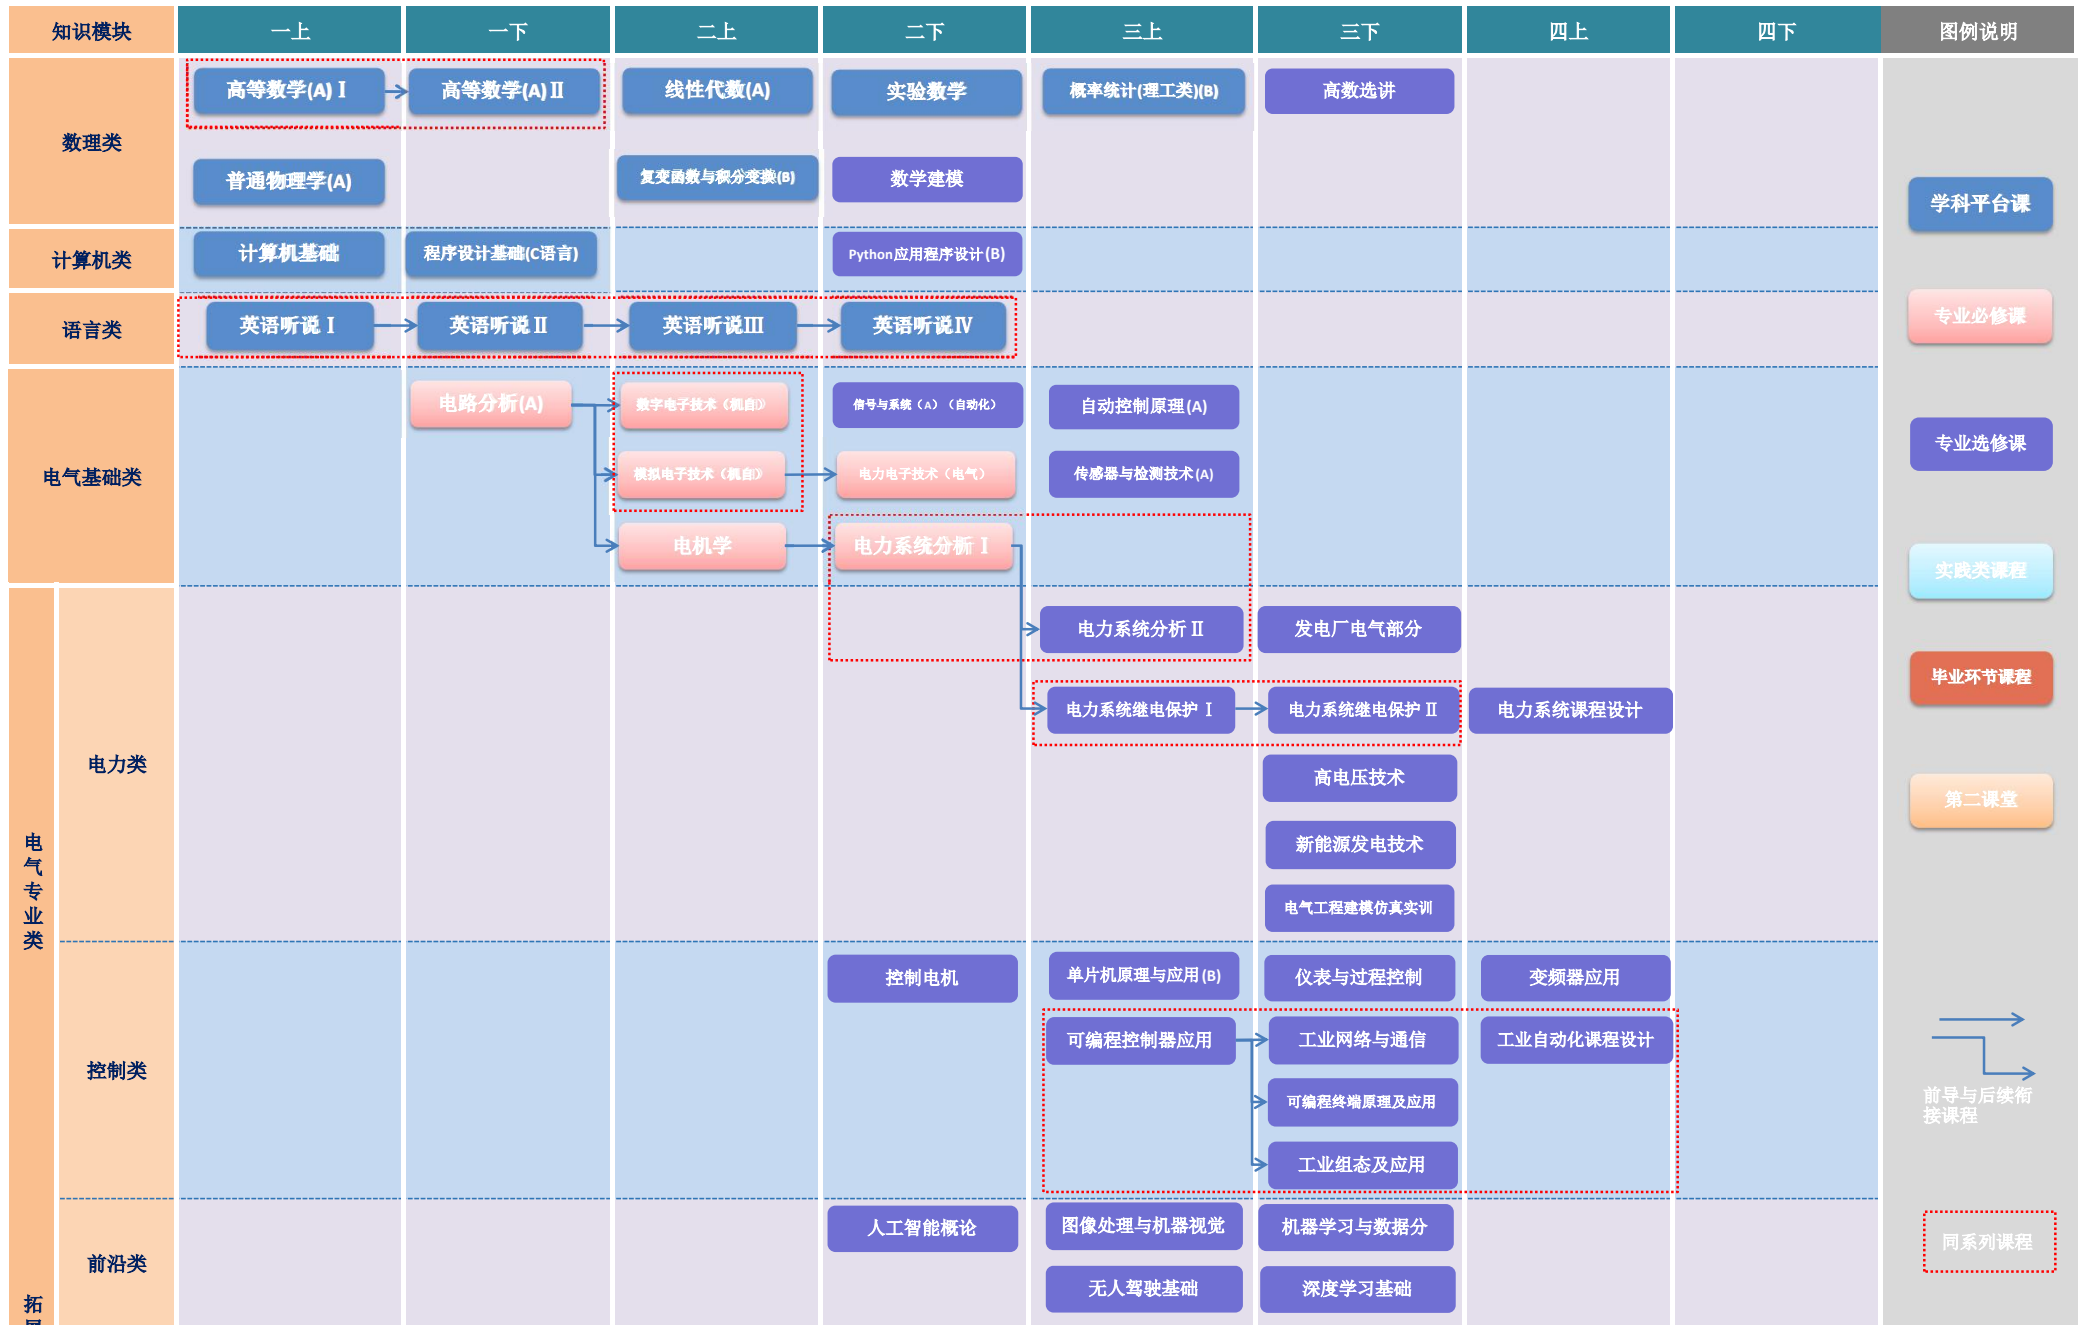 知识模块
一上
一下
二上
二下
三上
三下
四上
四下
图例说明
数理类
高等数学(A) I
高等数学(A) II
线性代数(A)
实验数学
概率统计(理工类)(B)
高数选讲
普通物理学(A)
复变函数与积分变换(B)
数学建模
计算机类
计算机基础
程序设计基础(C语言)
Python应用程序设计(B)
语言类
英语听说 I
英语听说 II
英语听说III
英语听说IV
电气基础类
电路分析(A)
数字电子技术（机自）
信号与系统（A）（自动化）
自动控制原理(A)
模拟电子技术（机自）
电力电子技术（电气）
传感器与检测技术(A)
电机学
电力系统分析 I
电气专业类
电力类
电力系统分析 II
发电厂电气部分
电力系统继电保护 I
电力系统继电保护 II
电力系统课程设计
高电压技术
新能源发电技术
电气工程建模仿真实训
控制类
控制电机
单片机原理与应用(B)
仪表与过程控制
变频器应用
可编程控制器应用
工业网络与通信
工业自动化课程设计
可编程终端原理及应用
工业组态及应用
前沿类
人工智能概论
图像处理与机器视觉
机器学习与数据分
无人驾驶基础
深度学习基础
拓
学科平台课
专业必修课
专业选修课
实践类课程
毕业环节课程
第二课堂
前导与后续衔
接课程
同系列课程